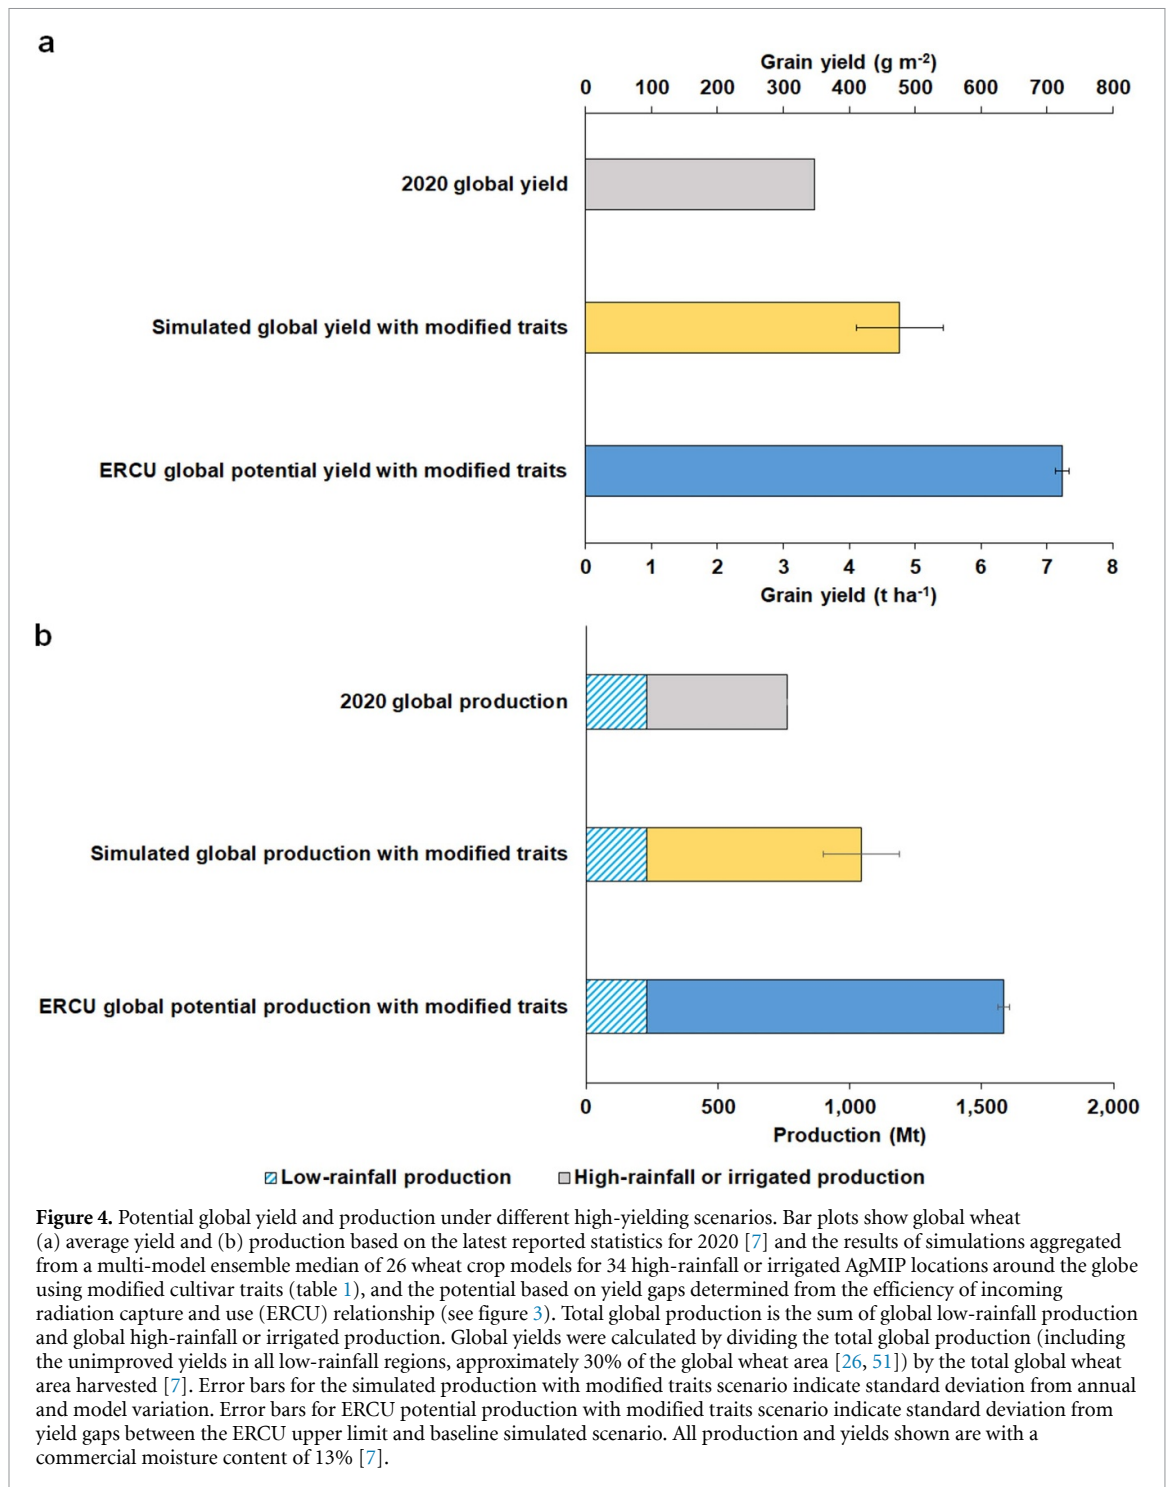 a
Grain yield (g m-2)
0 100 200 300 400 500 600 700 800
2020 global yield
Simulated global yield with modified traits
ERCU global potential yield with modified traits
0 1 2 3 4 5 6 7 8
Grain yield (t ha-1)
b
2020 global production
Simulated global production with modified traits
ERCU global potential production with modified traits
0 500 1,000 1,500 2,000
Production (Mt)
Low-rainfall production High-rainfall or irrigated production
Figure 4. Potential global yield and production under different high-yielding scenarios. Bar plots show global wheat
(a) average yield and (b) production based on the latest reported statistics for 2020 [7] and the results of simulations aggregated
from a multi-model ensemble median of 26 wheat crop models for 34 high-rainfall or irrigated AgMIP locations around the globe
using modified cultivar traits (table 1), and the potential based on yield gaps determined from the efficiency of incoming
radiation capture and use (ERCU) relationship (see figure 3). Total global production is the sum of global low-rainfall production
and global high-rainfall or irrigated production. Global yields were calculated by dividing the total global production (including
the unimproved yields in all low-rainfall regions, approximately 30% of the global wheat area [26, 51]) by the total global wheat
area harvested [7]. Error bars for the simulated production with modified traits scenario indicate standard deviation from annual
and model variation. Error bars for ERCU potential production with modified traits scenario indicate standard deviation from
yield gaps between the ERCU upper limit and baseline simulated scenario. All production and yields shown are with a
commercial moisture content of 13% [7].